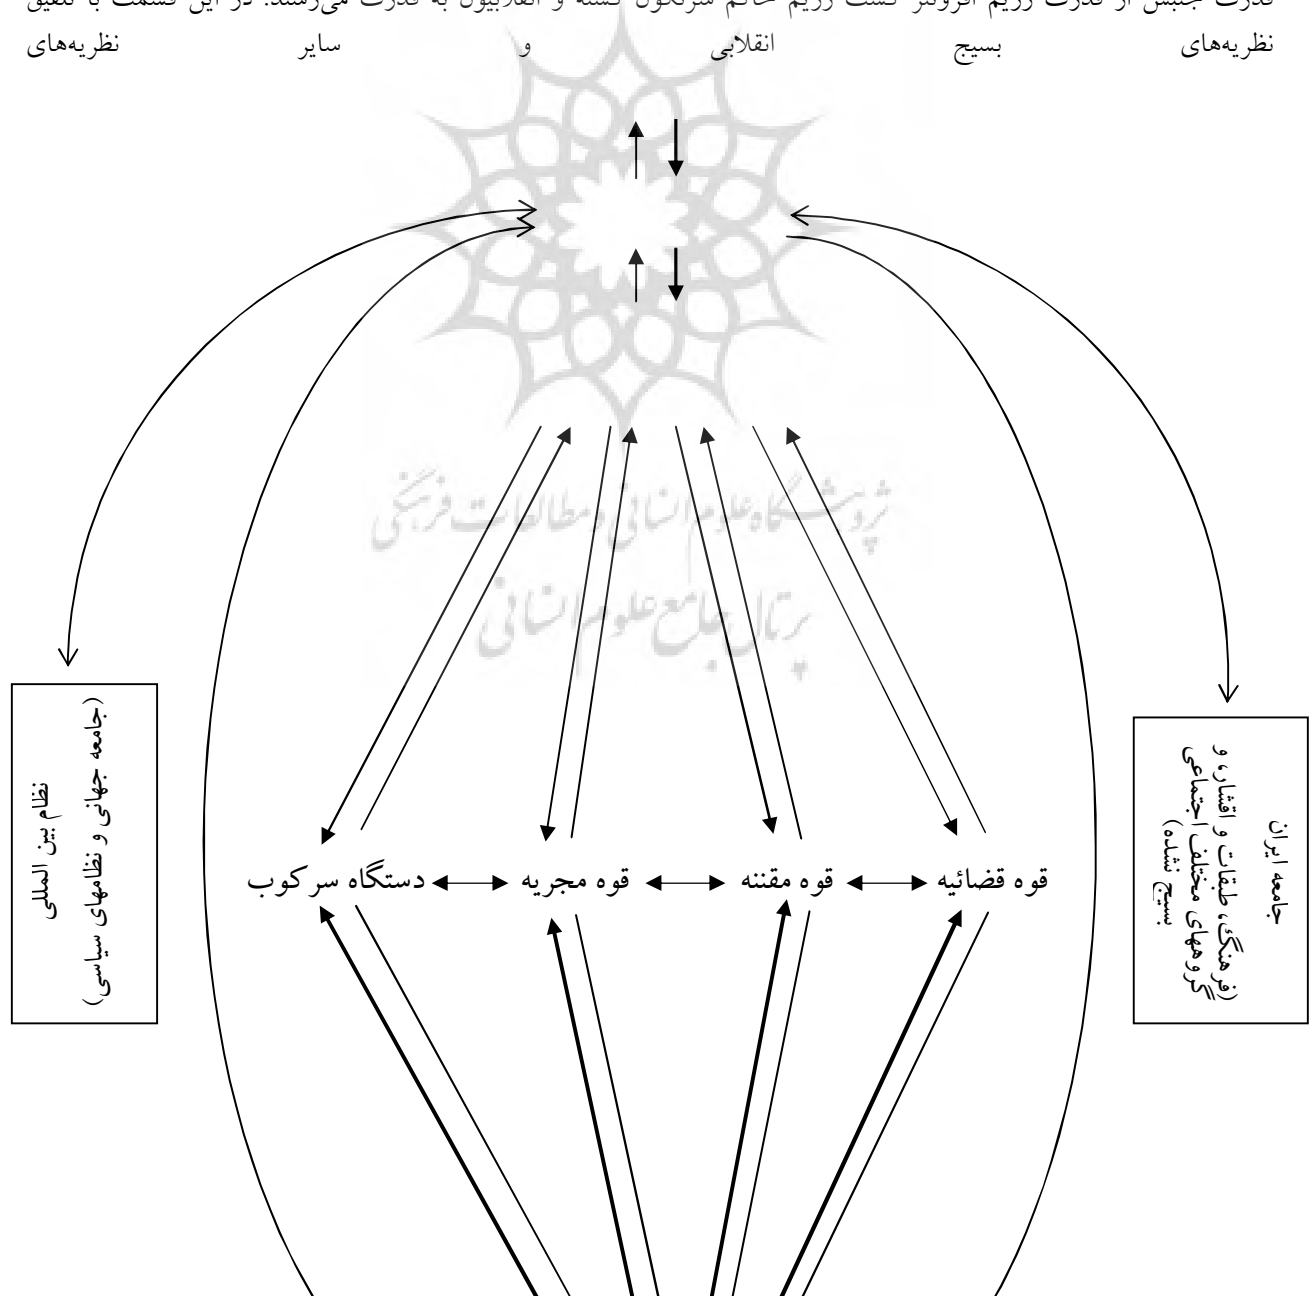 قدرت جنبش از قدرت رژیم افزونتر گشت رژیم حاکم سرنگون گشته و انقلابیون به قدرت می‌رسند. در این قسمت با تلفیق
نظریه‌های بسیج انقلابی و سایر نظریه‌های
پژوهشگاه علوم انسانی و مطالعات فرهنگی
پرتال جامع علوم انسانی
جامعه ایران
(فرهنگ، طبقات و اقشار، و
گروههای مختلف اجتماعی
بسیج نشده)
نظام بین المللی
(جامعه جهانی و نظامهای سیاسی)
قوه قضائیه
قوه مقننه
قوه مجریه
دستگاه سرکوب